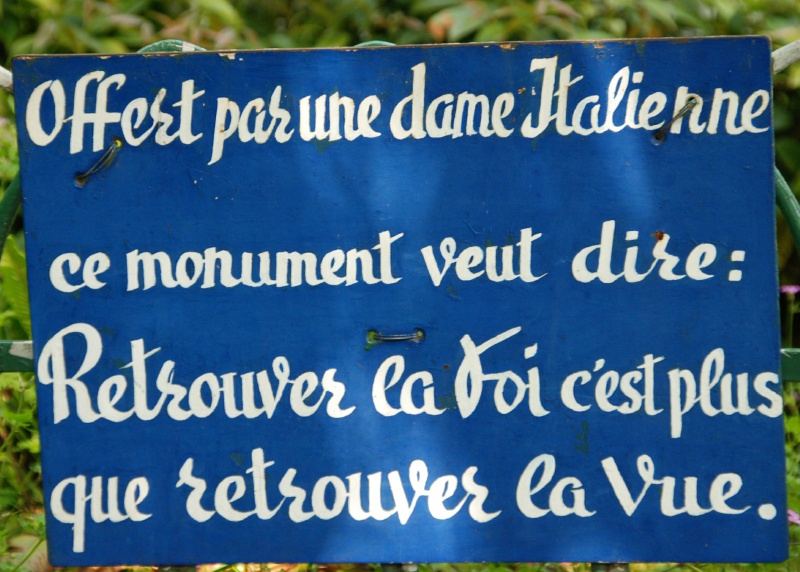 Offert par une dame Italienne
ce monument veut dire :
Retrouver la Foi c'est plus
que retrouver la Vue.